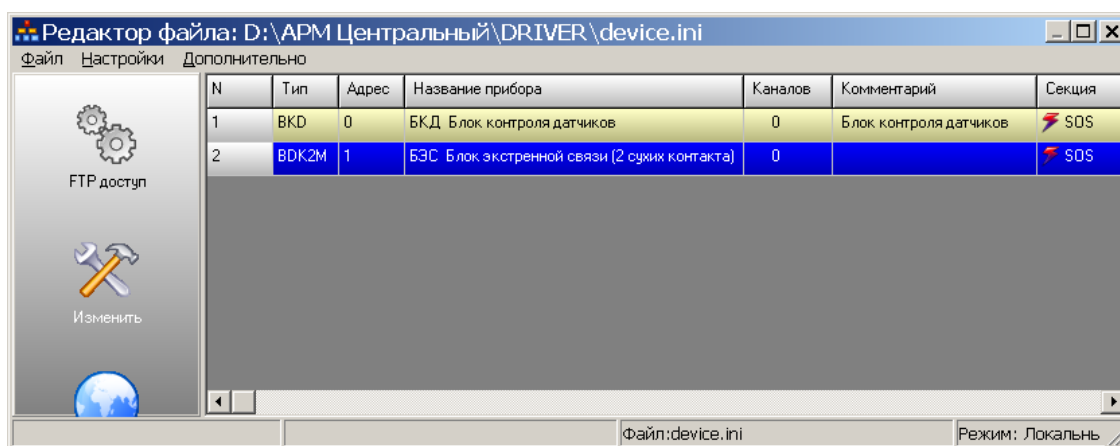 Редактор файла: D:\АРМ Центральный\DRIVER\device.ini
Файл Настройки Дополнительно
N Тип Адрес Название прибора Каналов Комментарий Секция
1 BKD 0 БКД Блок контроля датчиков 0 Блок контроля датчиков SOS
2 BDK2M 1 БЭС Блок экстренной связи (2 сухих контакта) 0 SOS
FTP доступ
Изменить
Файл:device.ini Режим: Локальнь